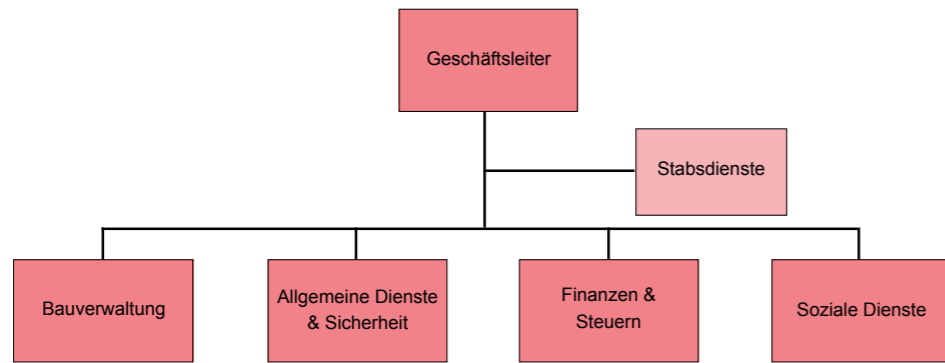 Geschäftsleiter
Stabsdienste
Bauverwaltung
Allgemeine Dienste
& Sicherheit
Finanzen &
Steuern
Soziale Dienste